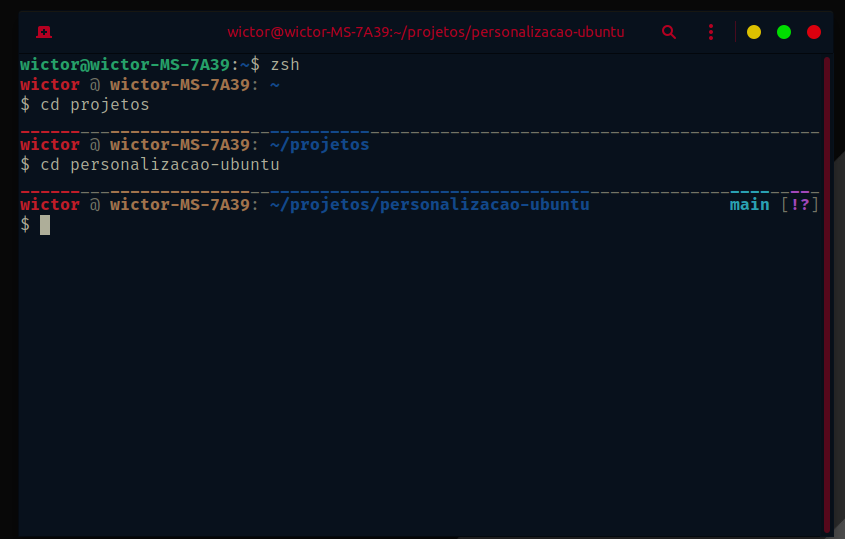 wictor@wictor-MS-7A39:~/projetos/personalizacao-ubuntu
wictor@wictor-MS-7A39:~$ zsh
wictor @ wictor-MS-7A39: ~
$ cd projetos
wictor @ wictor-MS-7A39: ~/projetos
$ cd personalizacao-ubuntu
wictor @ wictor-MS-7A39: ~/projetos/personalizacao-ubuntu main [!?]
$